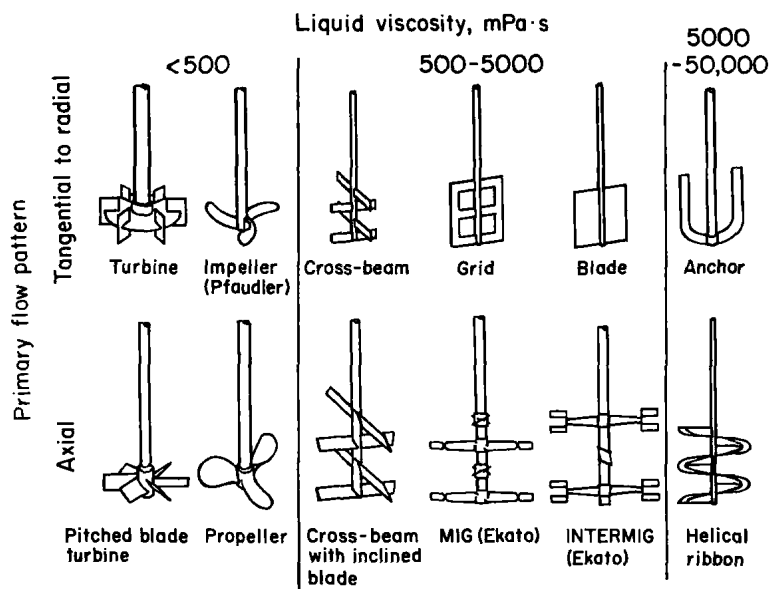 Liquid viscosity, mPa·s
<500
500-5000
5000
-50,000
Primary flow pattern
Tangential to radial
Turbine
Impeller
(Pfaudler)
Cross-beam
Grid
Blade
Anchor
Axial
Pitched blade
turbine
Propeller
Cross-beam
with inclined
blade
MIG (Ekato)
INTERMIG
(Ekato)
Helical
ribbon